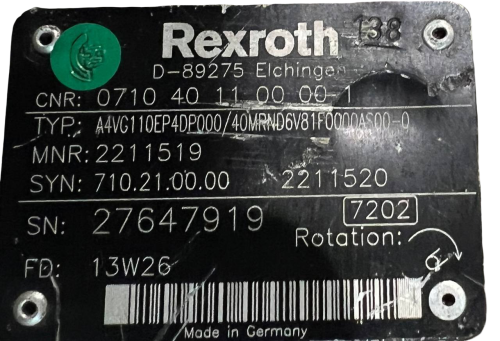 Rexroth 138
D-89275 Elchingen
CNR: 0710 40 11 00 00-1
TYP: A4VG110EP4DP000/40MRND6V81F0000AS00-0
MNR: 2211519
SYN: 710.21.00.00 2211520
SN: 27647919 7202
Rotation:
FD: 13W26
Made in Germany